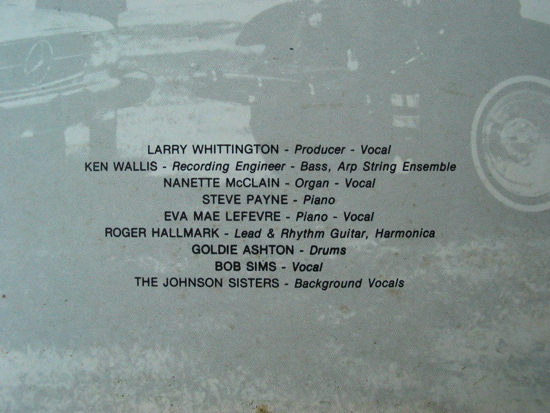 LARRY WHITTINGTON - Producer - Vocal
KEN WALLIS - Recording Engineer - Bass, Arp String Ensemble
NANETTE McCLAIN - Organ - Vocal
STEVE PAYNE - Piano
EVA MAE LEFEVRE - Piano - Vocal
ROGER HALLMARK - Lead & Rhythm Guitar, Harmonica
GOLDIE ASHTON - Drums
BOB SIMS - Vocal
THE JOHNSON SISTERS - Background Vocals